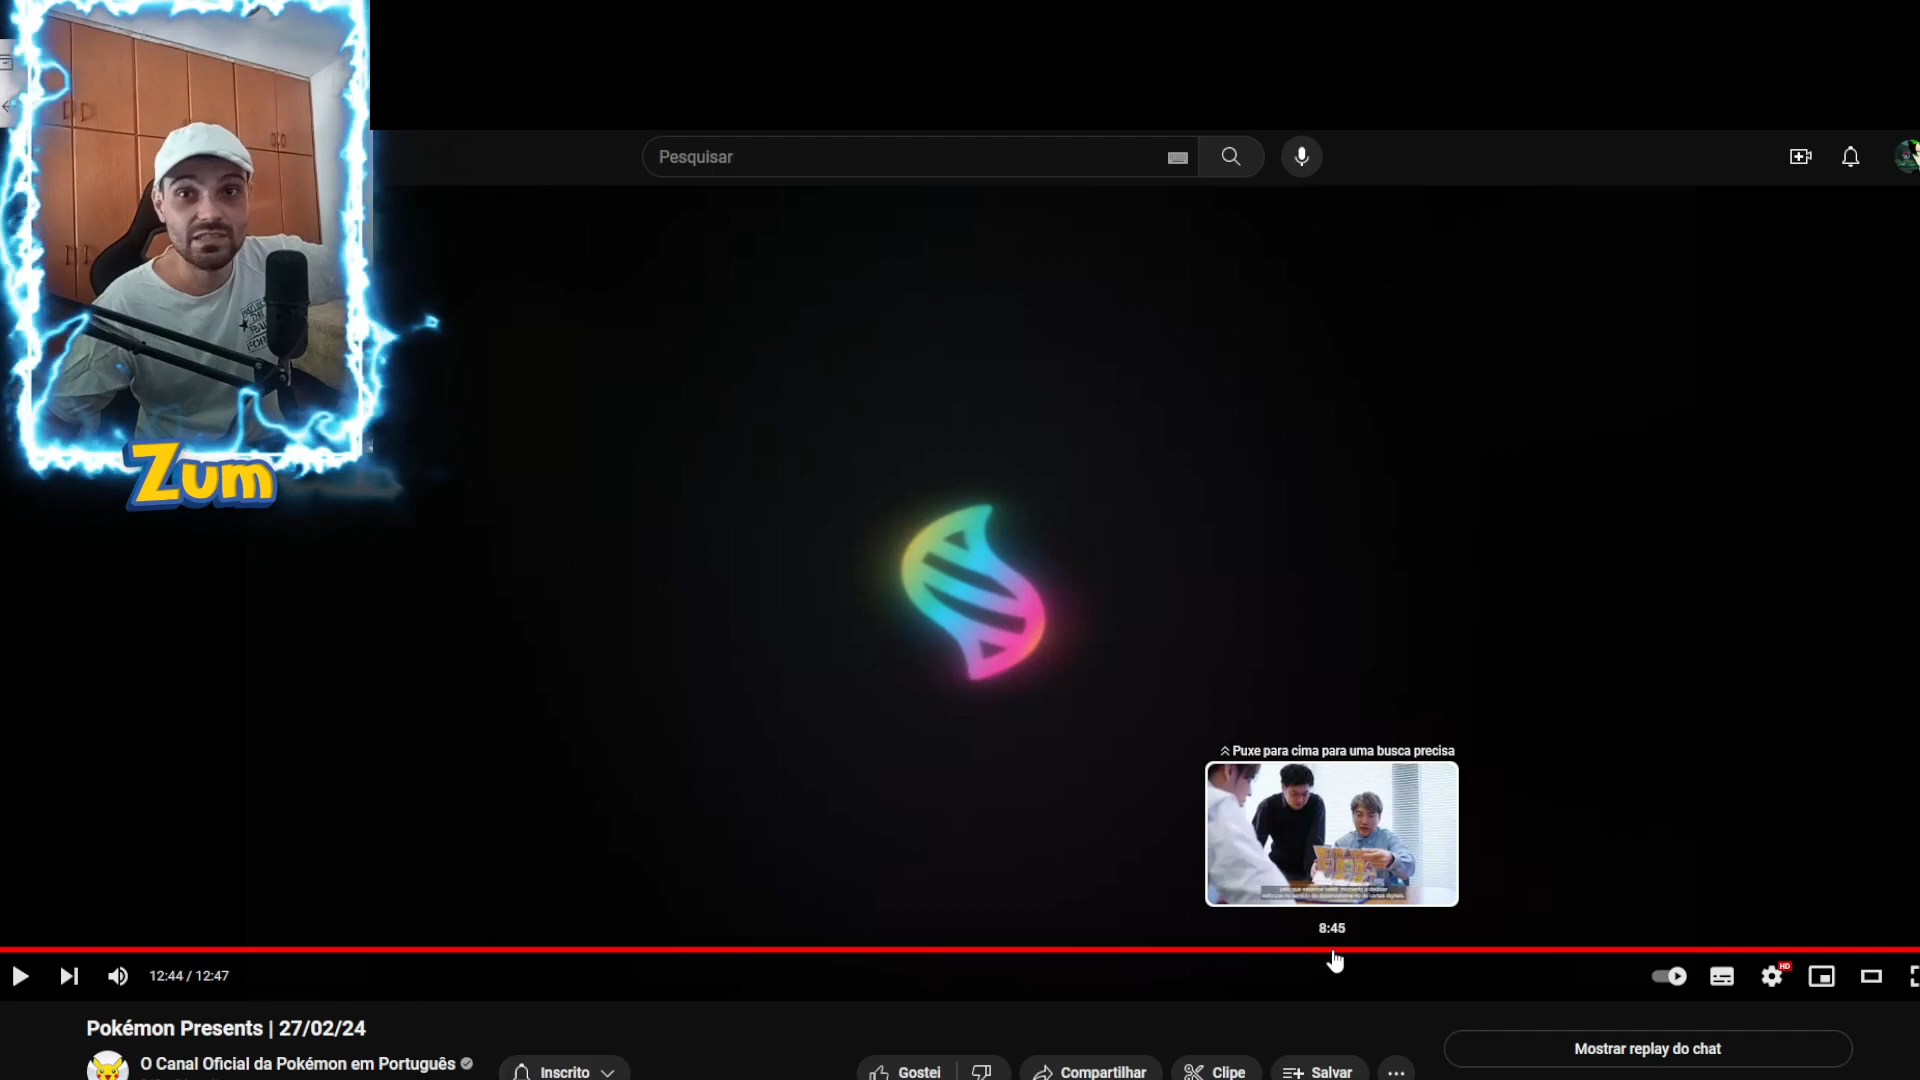 Pesquisar
Zum
Puxe para cima para uma busca precisa
8:45
12:44 / 12:47
HD
Pokémon Presents | 27/02/24
O Canal Oficial da Pokémon em Português
Inscrito
Gostei
Compartilhar
Clipe
Salvar
Mostrar replay do chat